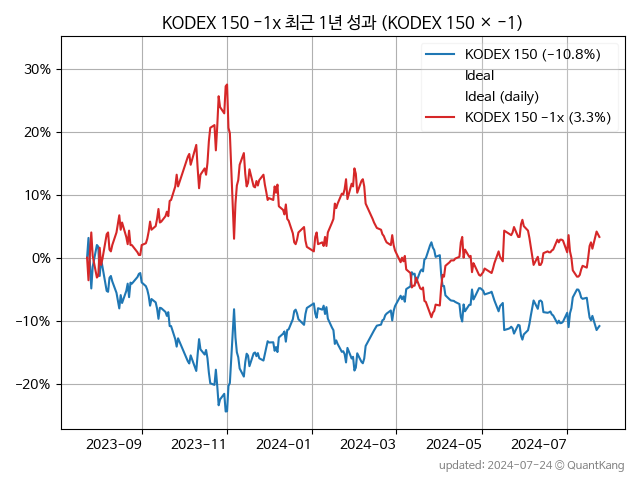 KODEX 150 -1x 최근 1년 성과 (KODEX 150 × -1)
KODEX 150 (-10.8%)
Ideal
Ideal (daily)
KODEX 150 -1x (3.3%)
30%
20%
10%
0%
-10%
-20%
2023-09
2023-11
2024-01
2024-03
2024-05
2024-07
updated: 2024-07-24 © QuantKang